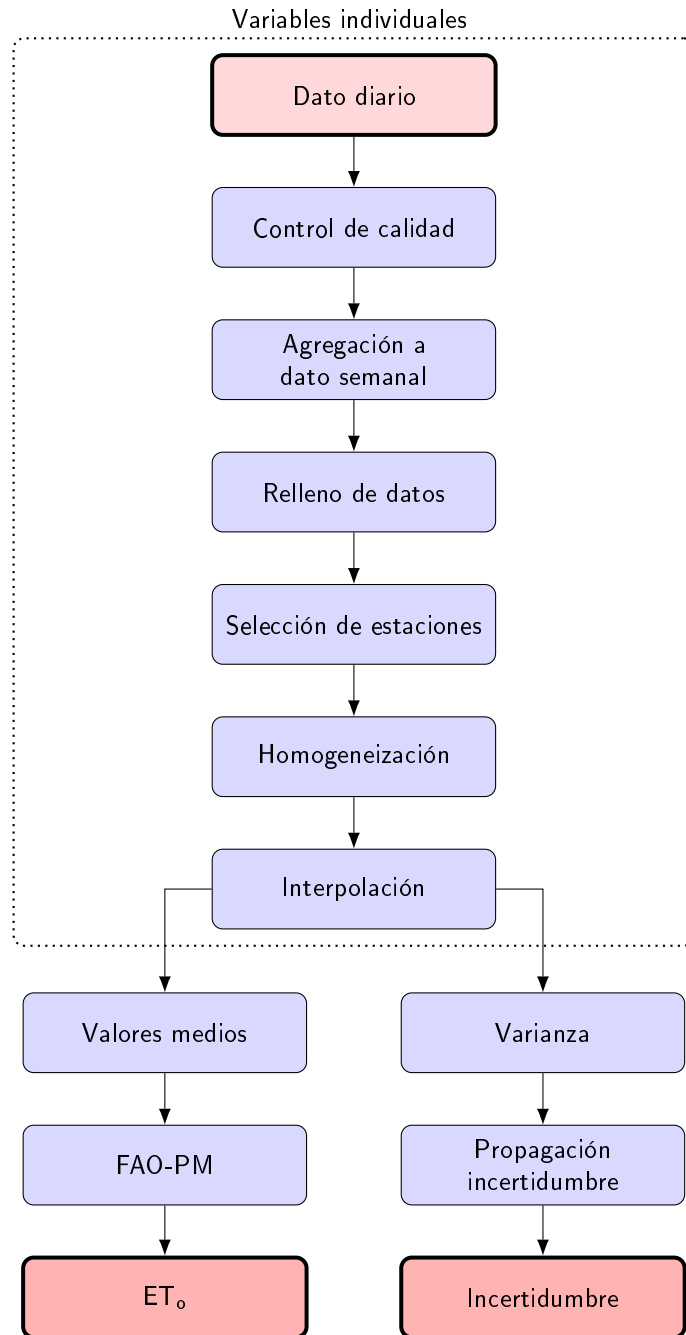 Variables individuales
Dato diario
Control de calidad
Agregación a
dato semanal
Relleno de datos
Selección de estaciones
Homogeneización
Interpolación
Valores medios
Varianza
FAO-PM
Propagación
incertidumbre
ETₒ
Incertidumbre